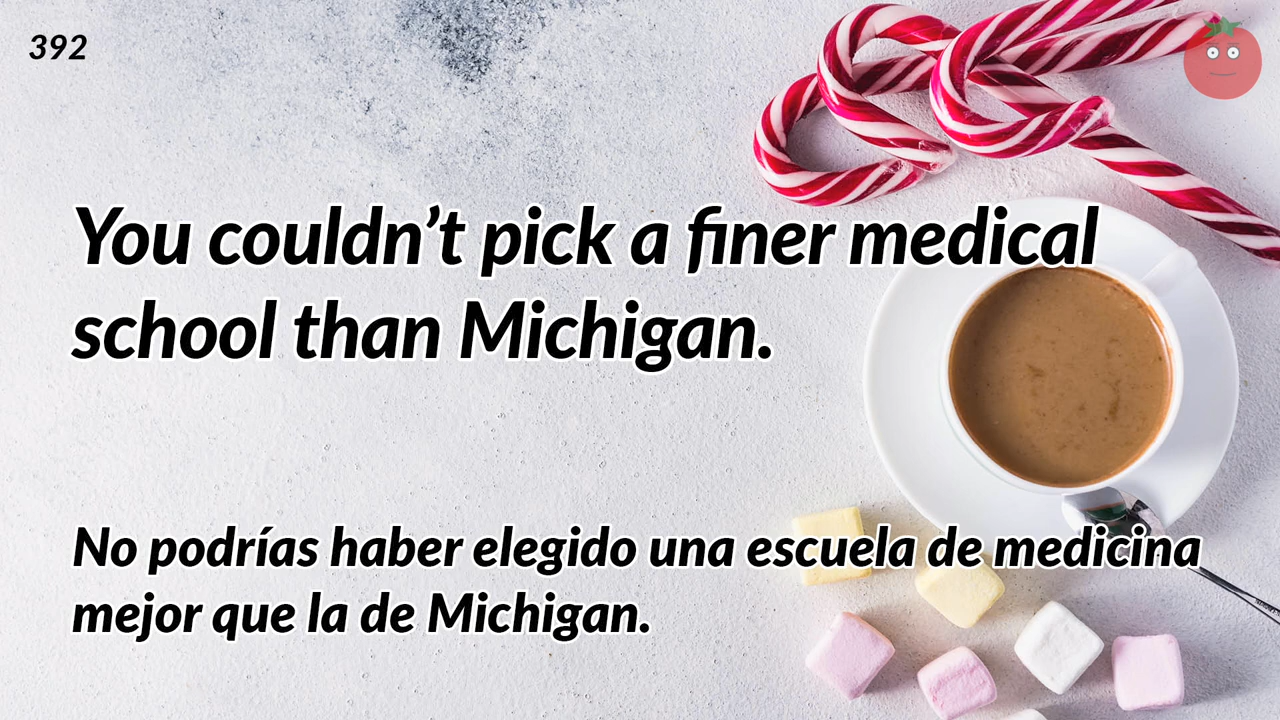 392
You couldn’t pick a finer medical
school than Michigan.
No podrías haber elegido una escuela de medicina
mejor que la de Michigan.